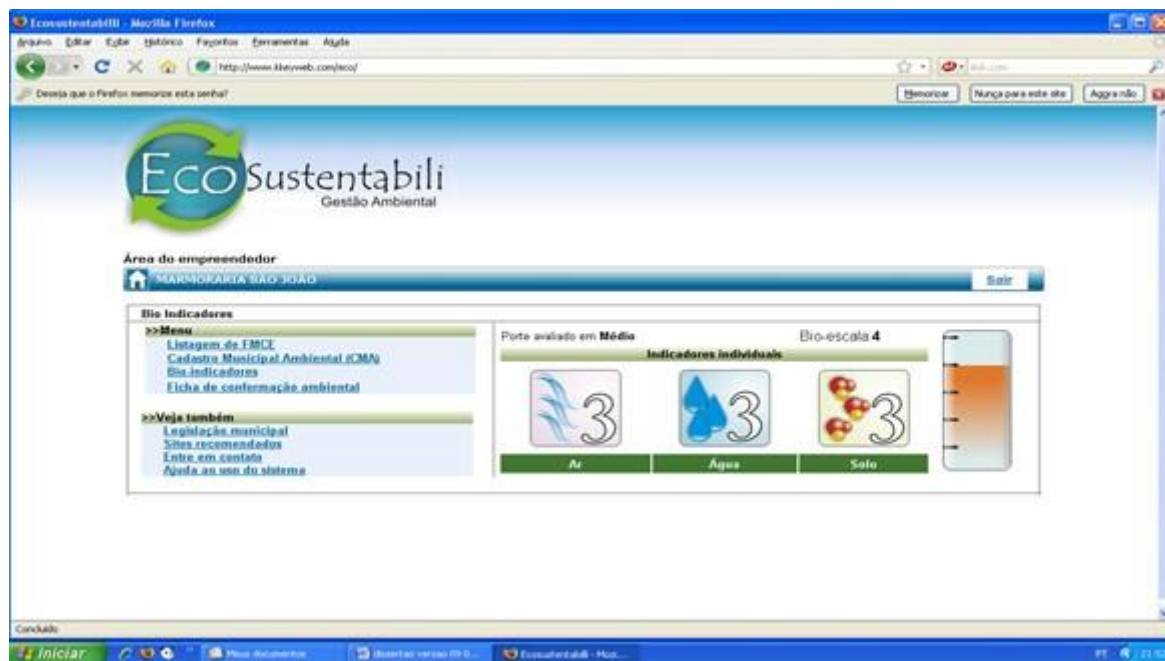 Ecosustentabilli - Mozilla Firefox
Arquivo Editar Exibir Histórico Favoritos Ferramentas Ajuda
Deseja que o Firefox memorize esta senha?
Memorizar Nunca para este site Agora não
Eco Sustentabili
Gestão Ambiental
Área do empreendedor
MARMORARIA SÃO JOÃO Sair
Bio Indicadores
>>Menu
Listagem de FMCE
Cadastro Municipal Ambiental (CMA)
Bio indicadores
Ficha de conformação ambiental
>>Veja também
Legislação municipal
Sites recomendados
Entre em contato
Ajuda ao uso do sistema
Porte avaliado em Médio Bio-escala 4
Indicadores individuais
3 3 3
Ar Água Solo
Concluído
Iniciar Meus documentos Ecosustentabilli - Mozi...
PT